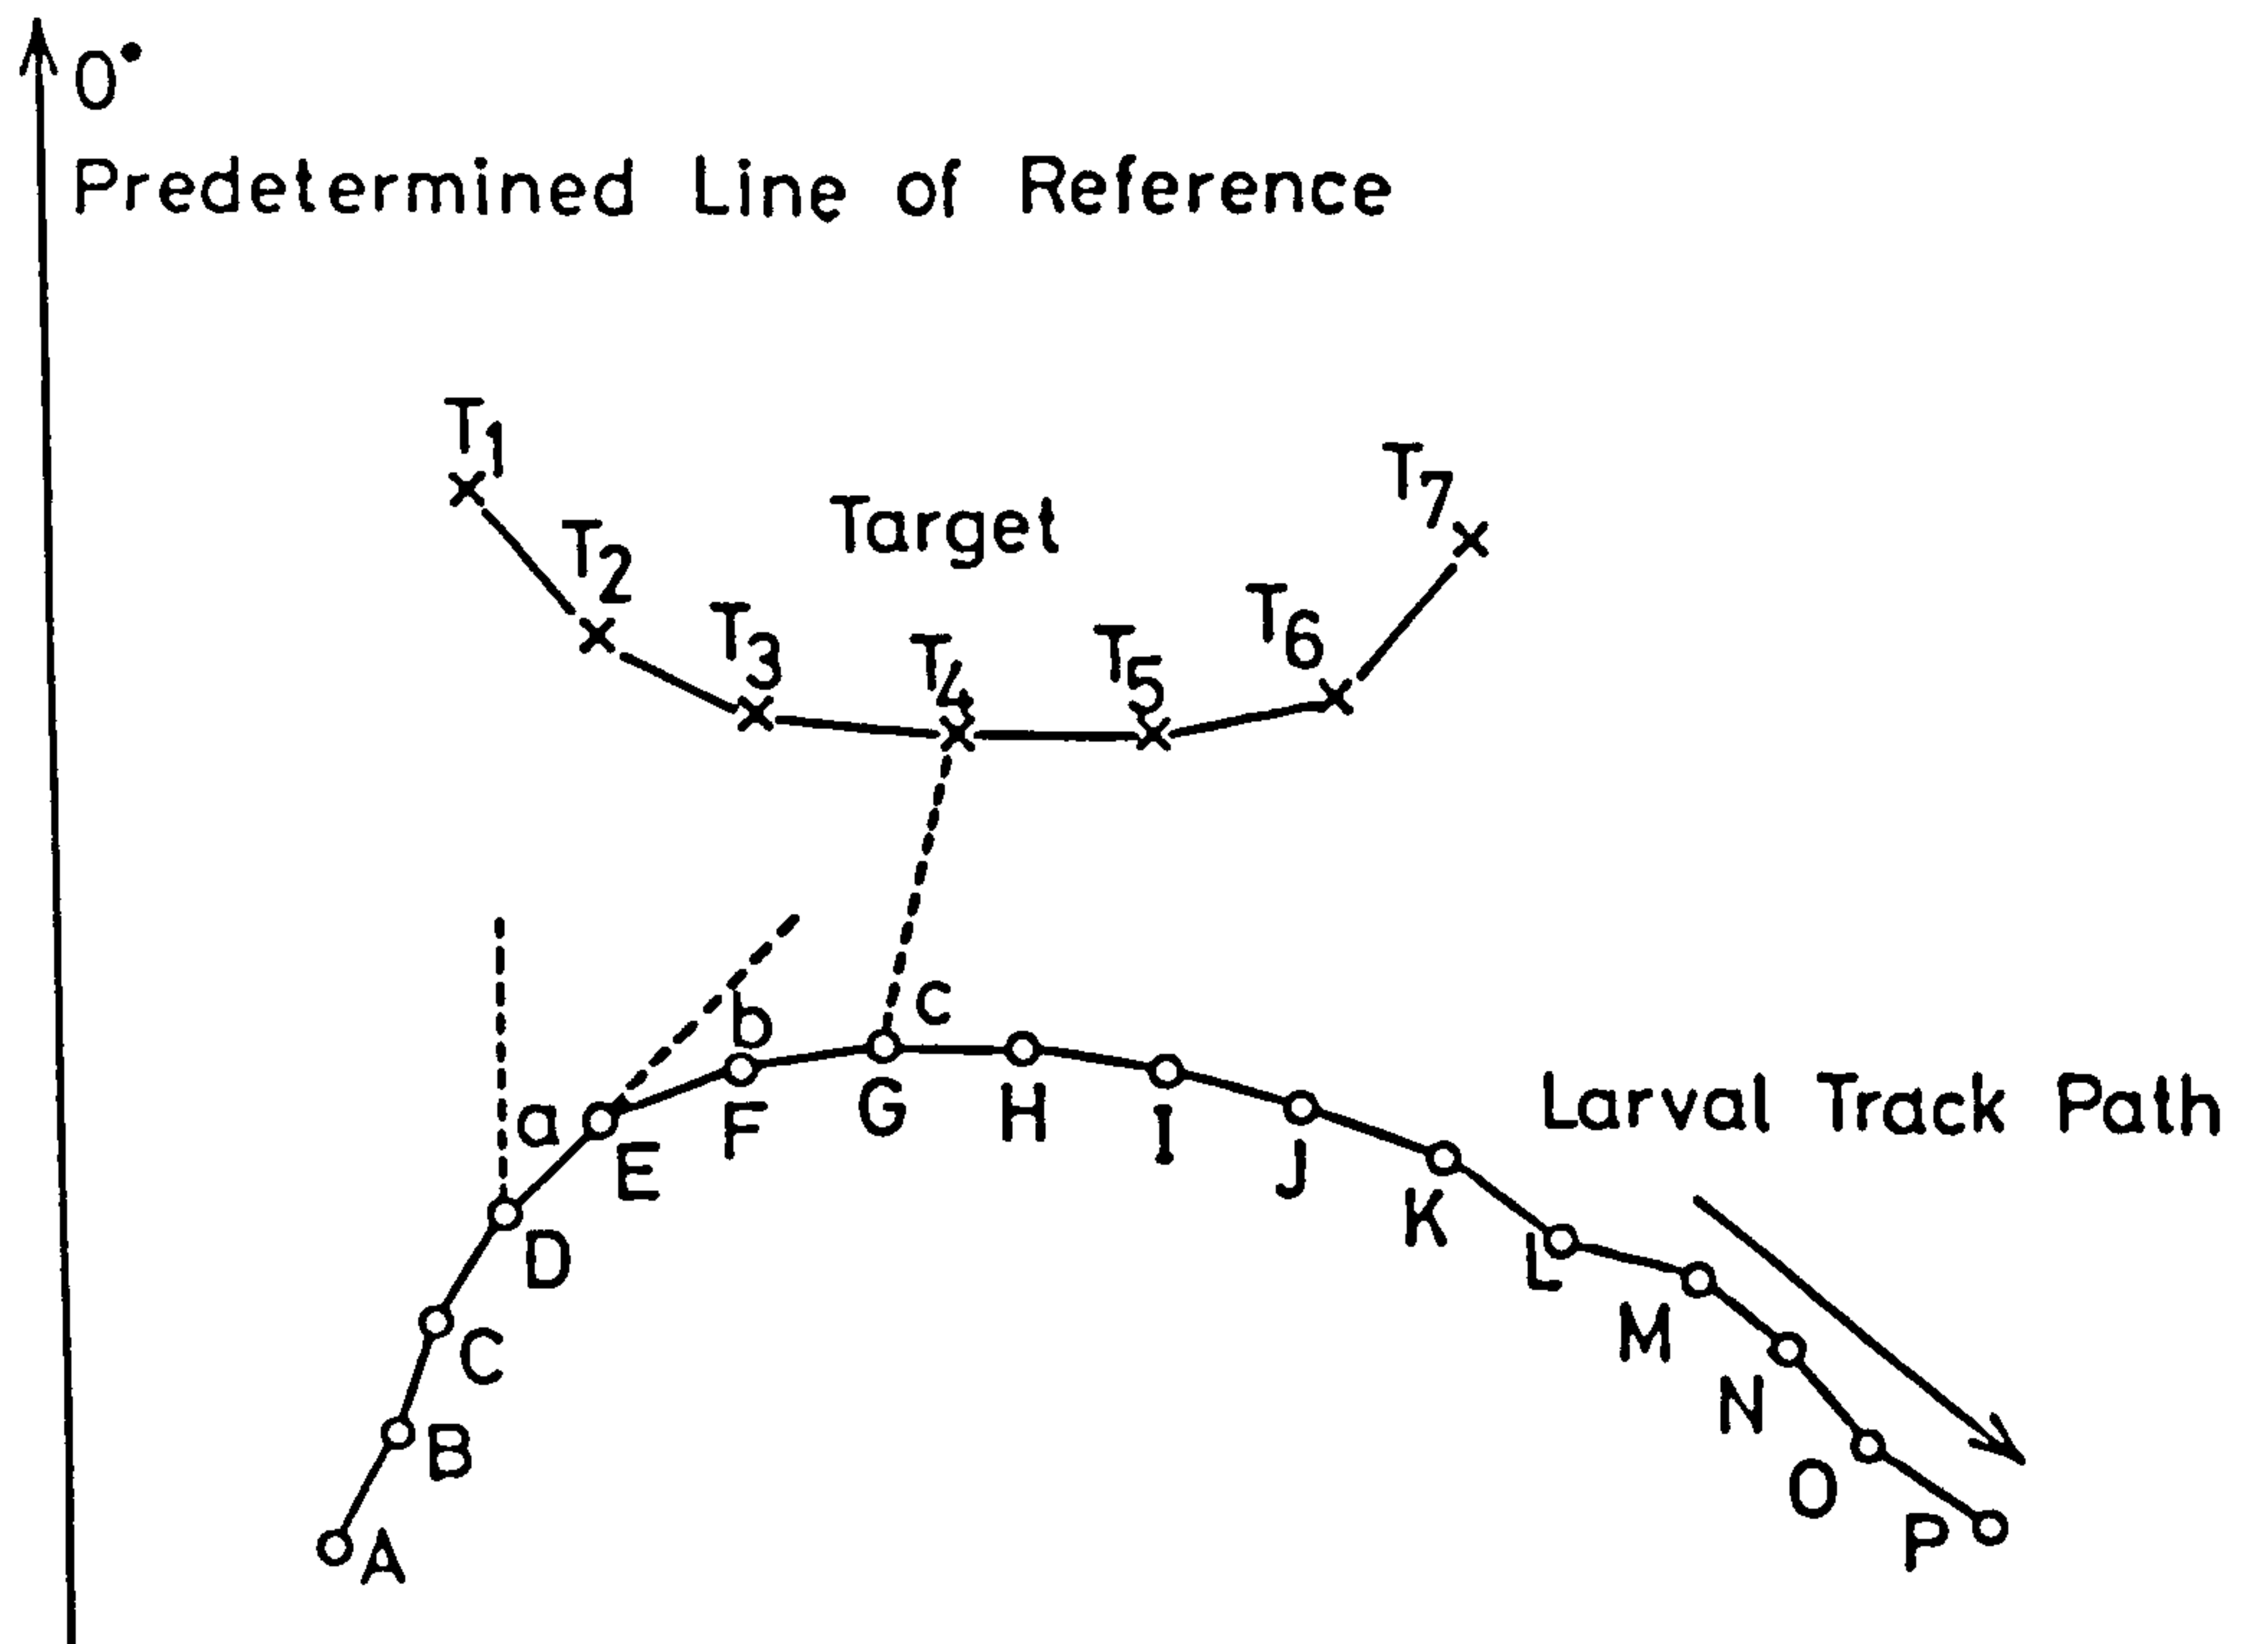 0°
Predetermined Line of Reference
T1
T2
T3
T4
T5
T6
T7
Target
a
b
c
Larval Track Path
A
B
C
D
E
F
G
H
I
J
K
L
M
N
O
P